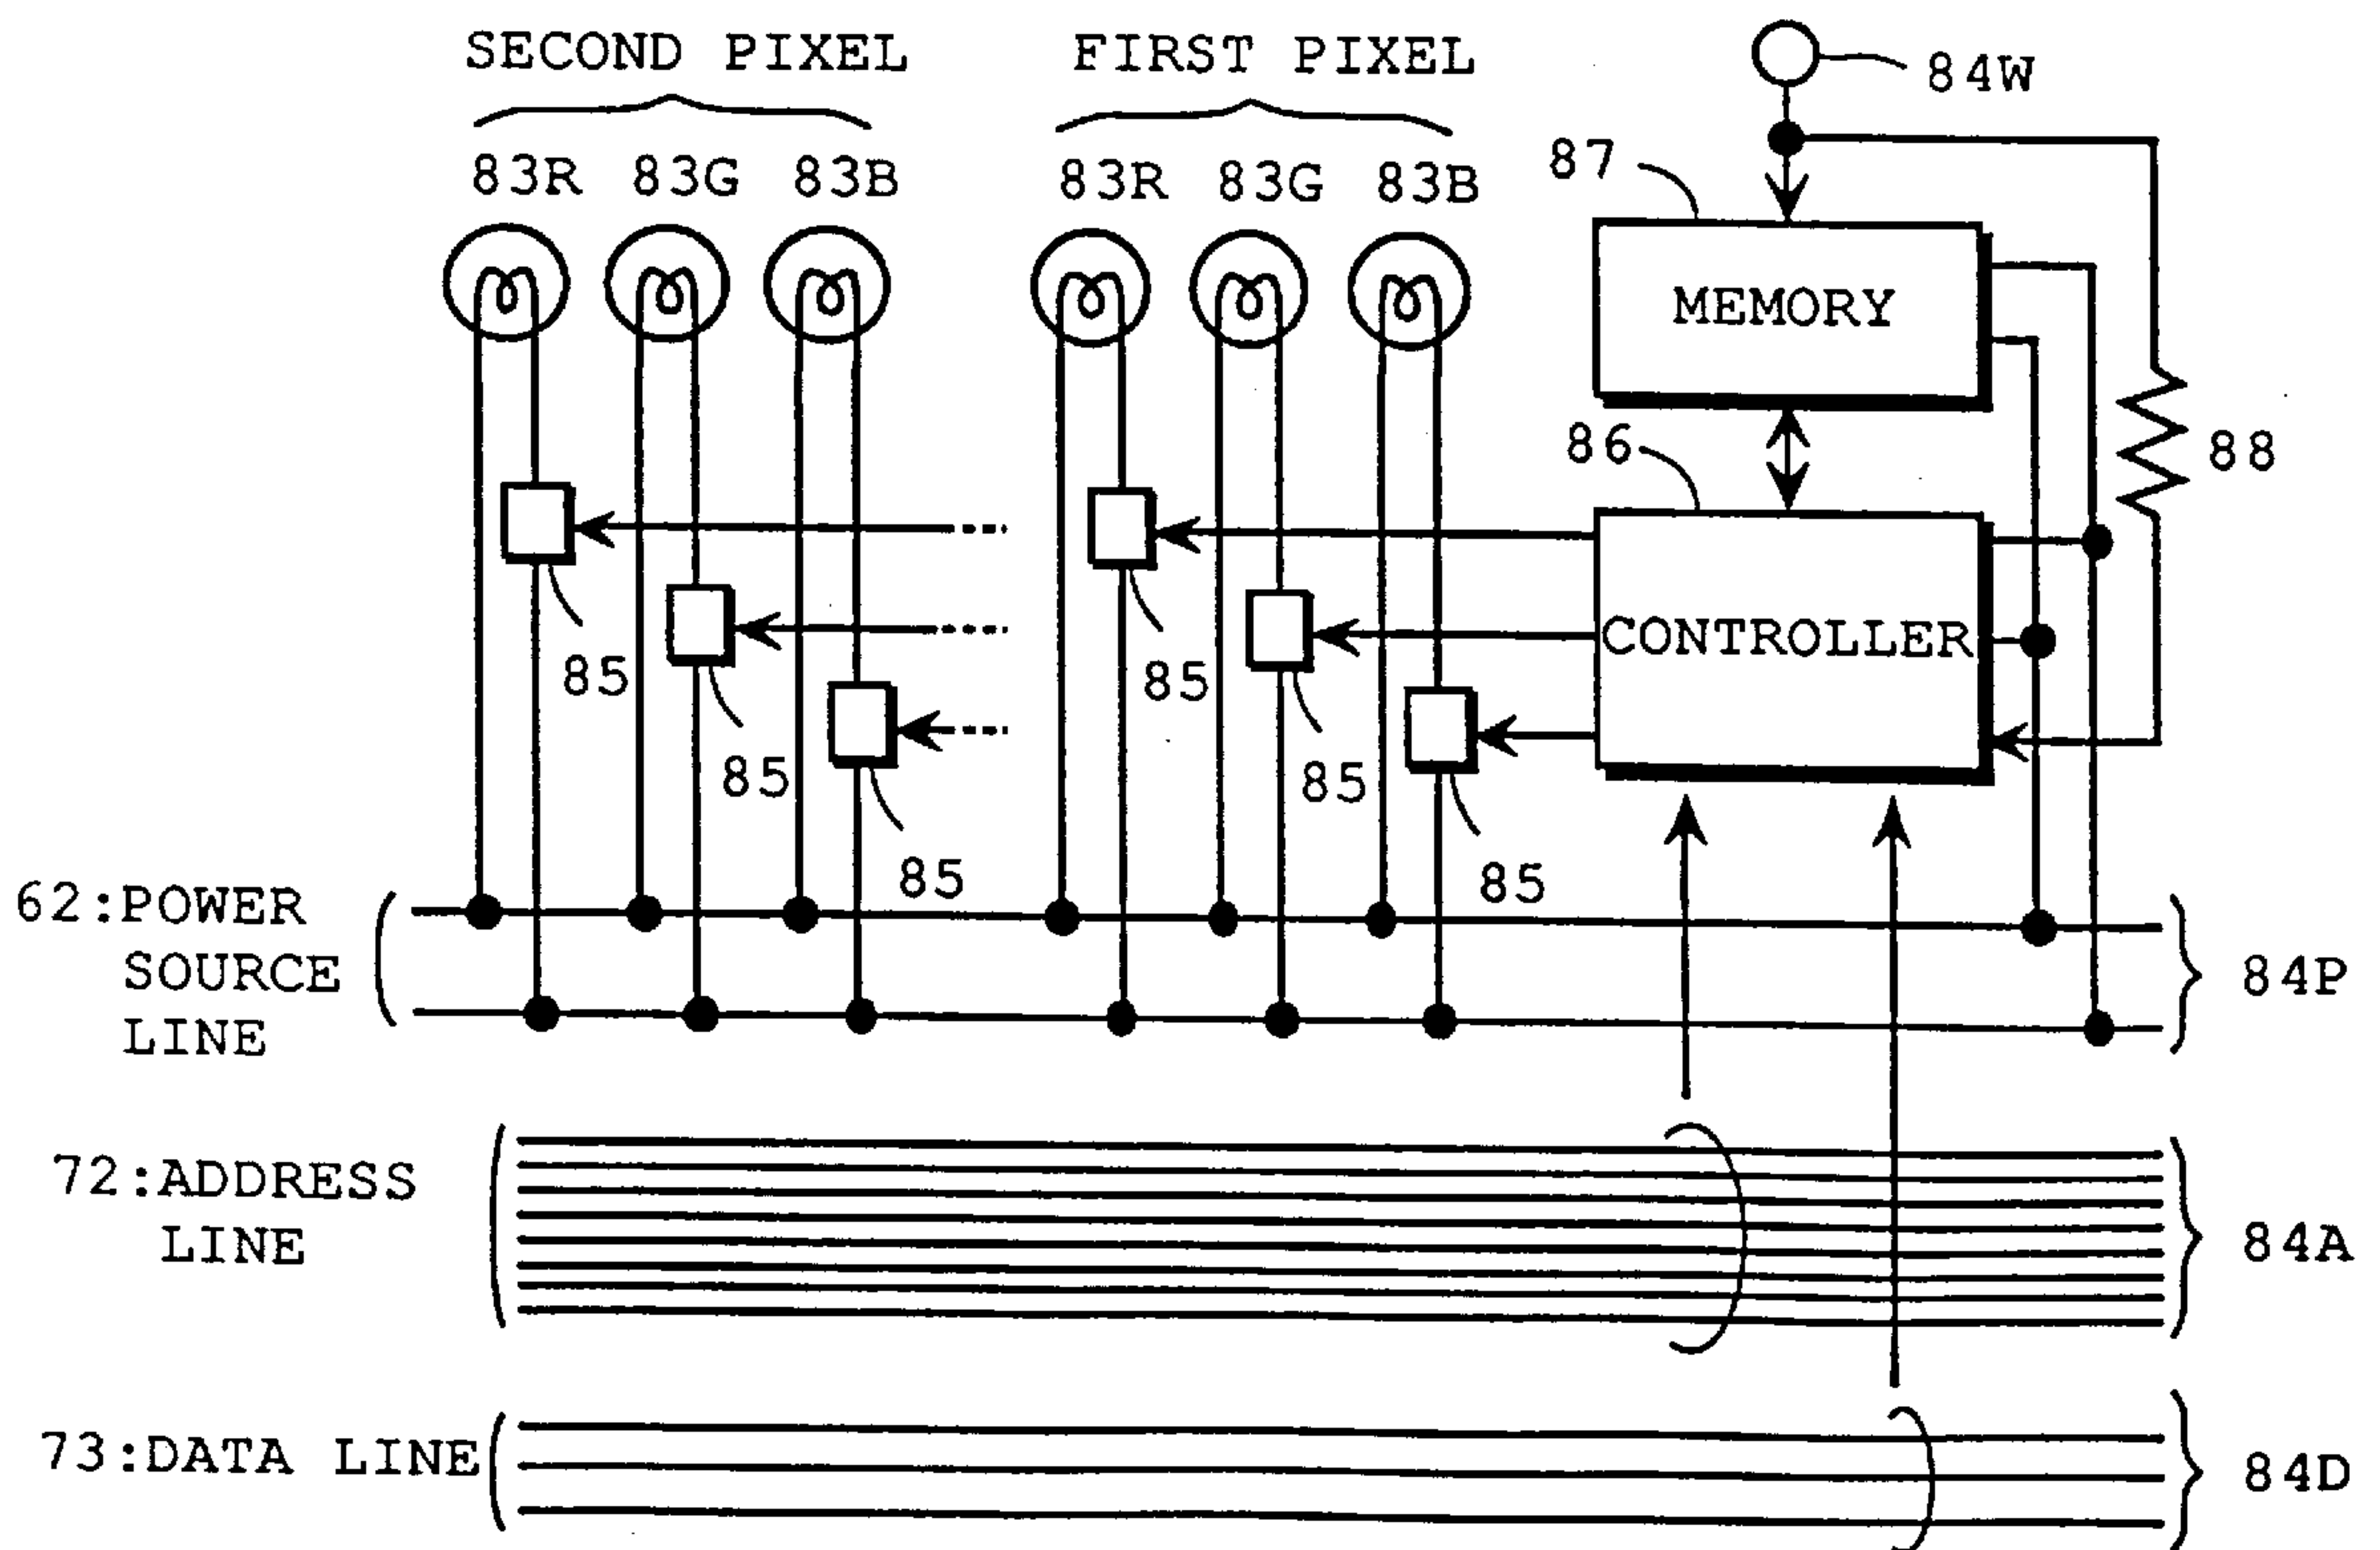 SECOND PIXEL
FIRST PIXEL
84W
83R 83G 83B
83R 83G 83B
87
MEMORY
86
88
CONTROLLER
85
85
85
85
85
85
62:POWER
SOURCE
LINE
84P
72:ADDRESS
LINE
84A
73:DATA LINE
84D